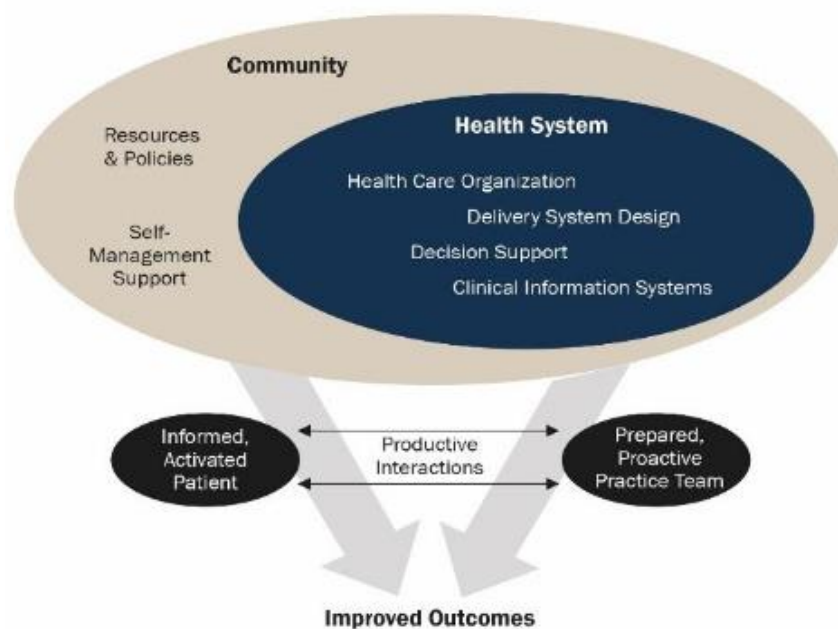 Community
Resources
& Policies
Self-
Management
Support
Health System
Health Care Organization
Delivery System Design
Decision Support
Clinical Information Systems
Informed,
Activated
Patient
Productive
Interactions
Prepared,
Proactive
Practice Team
Improved Outcomes